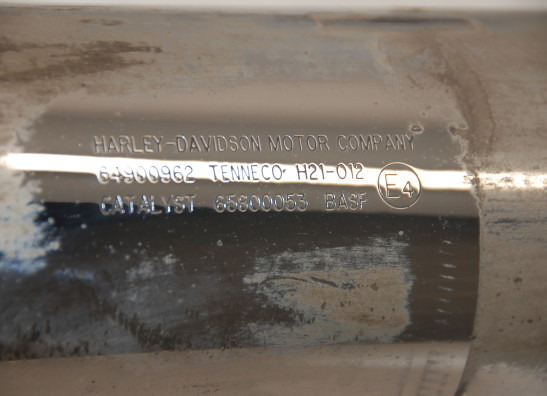 HARLEY-DAVIDSON MOTOR COMPANY
64900962 TENNECO H21-012
E4
CATALYST 65800053 BASF